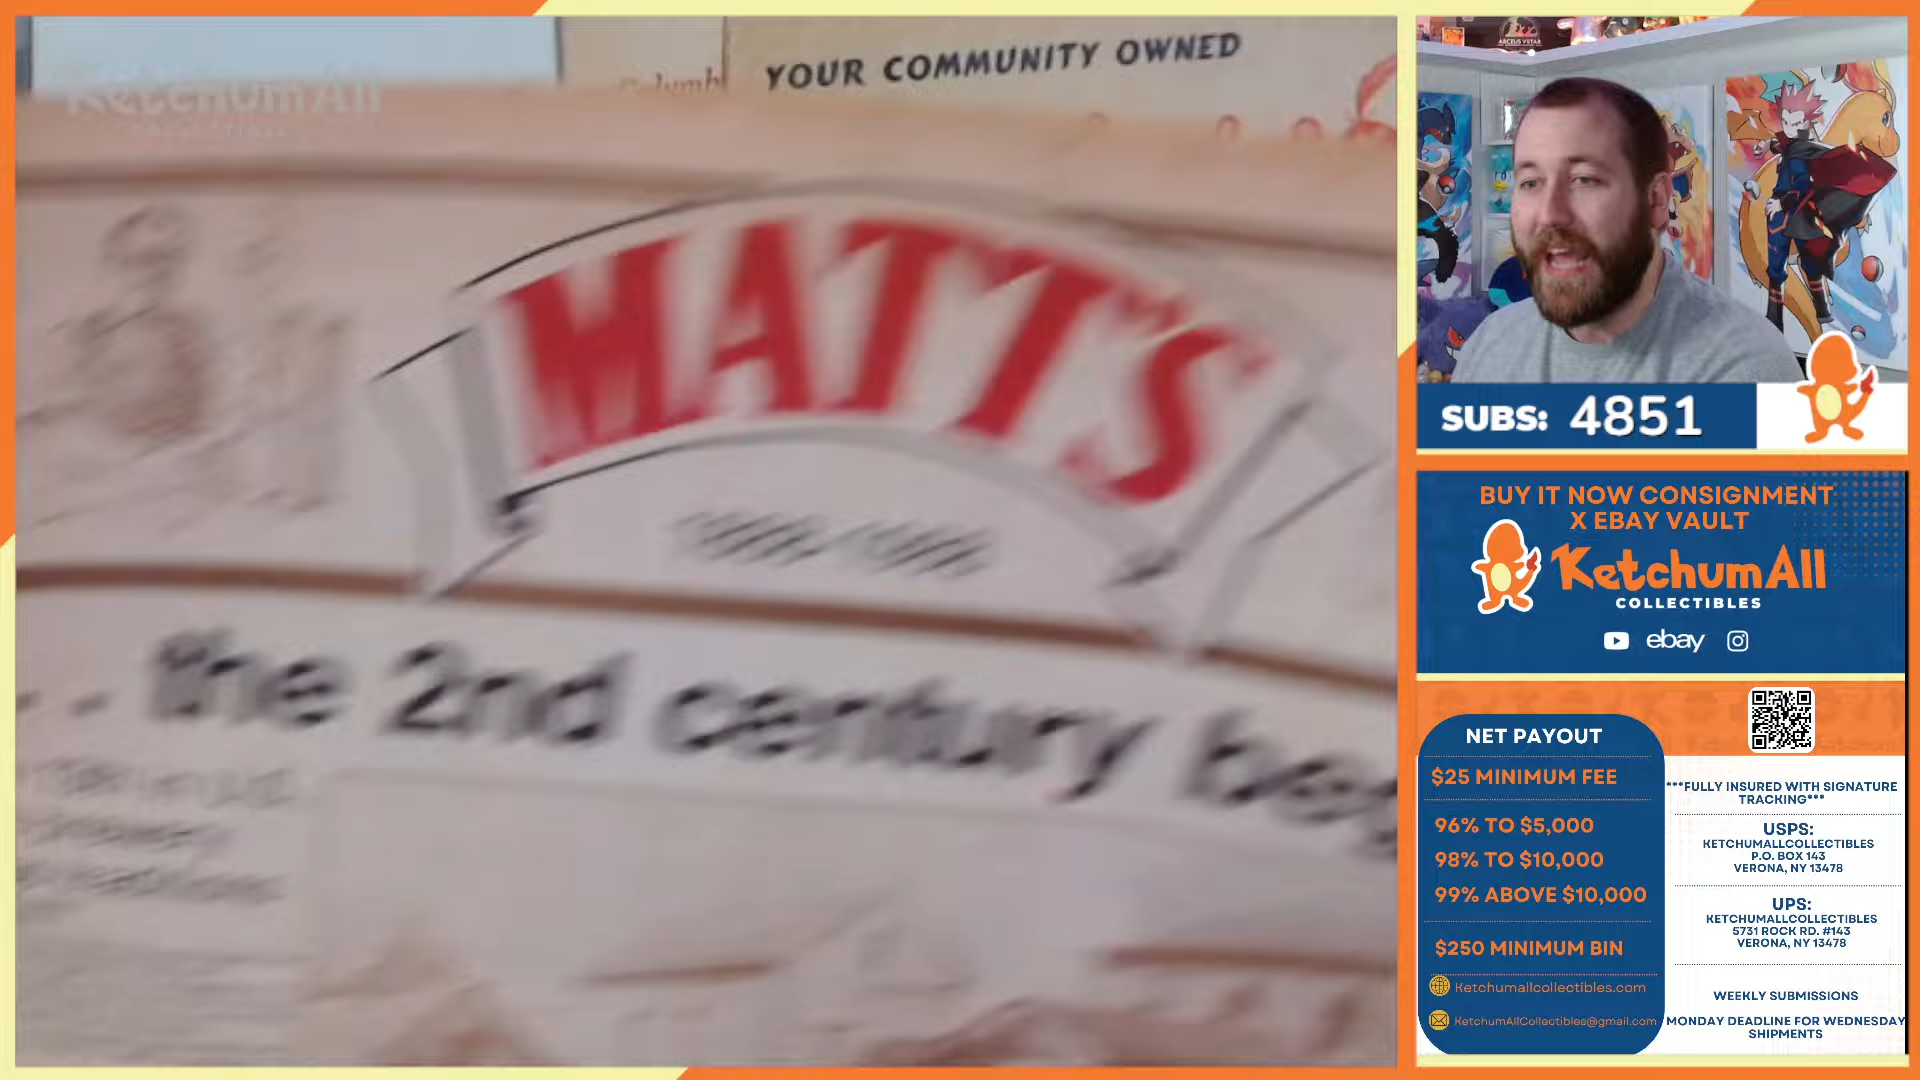 YOUR COMMUNITY OWNED
KetchumAll
MATT'S
the 2nd century
ARCEUS VSTAR
SUBS: 4851
BUY IT NOW CONSIGNMENT
X EBAY VAULT
KetchumAll
COLLECTIBLES
ebay
NET PAYOUT
$25 MINIMUM FEE
96% TO $5,000
98% TO $10,000
99% ABOVE $10,000
$250 MINIMUM BIN
Ketchumallcollectibles.com
KetchumAllCollectibles@gmail.com
***FULLY INSURED WITH SIGNATURE
TRACKING***
USPS:
KETCHUMALLCOLLECTIBLES
P.O. BOX 143
VERONA, NY 13478
UPS:
KETCHUMALLCOLLECTIBLES
5731 ROCK RD. #143
VERONA, NY 13478
WEEKLY SUBMISSIONS
MONDAY DEADLINE FOR WEDNESDAY
SHIPMENTS